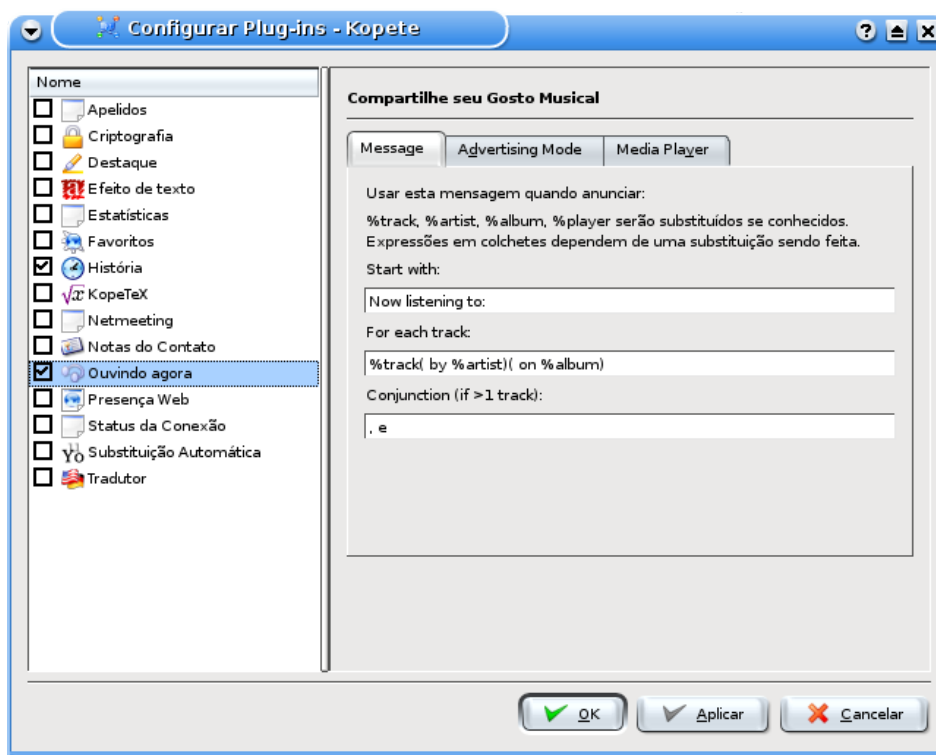 Configurar Plug-ins - Kopete
Nome
Apelidos
Criptografia
Destaque
Efeito de texto
Estatísticas
Favoritos
História
KopeTeX
Netmeeting
Notas do Contato
Ouvindo agora
Presença Web
Status da Conexão
Substituição Automática
Tradutor
Compartilhe seu Gosto Musical
Message Advertising Mode Media Player
Usar esta mensagem quando anunciar:
%track, %artist, %album, %player serão substituídos se conhecidos.
Expressões em colchetes dependem de uma substituição sendo feita.
Start with:
Now listening to:
For each track:
%track( by %artist)( on %album)
Conjunction (if >1 track):
, e
OK Aplicar Cancelar